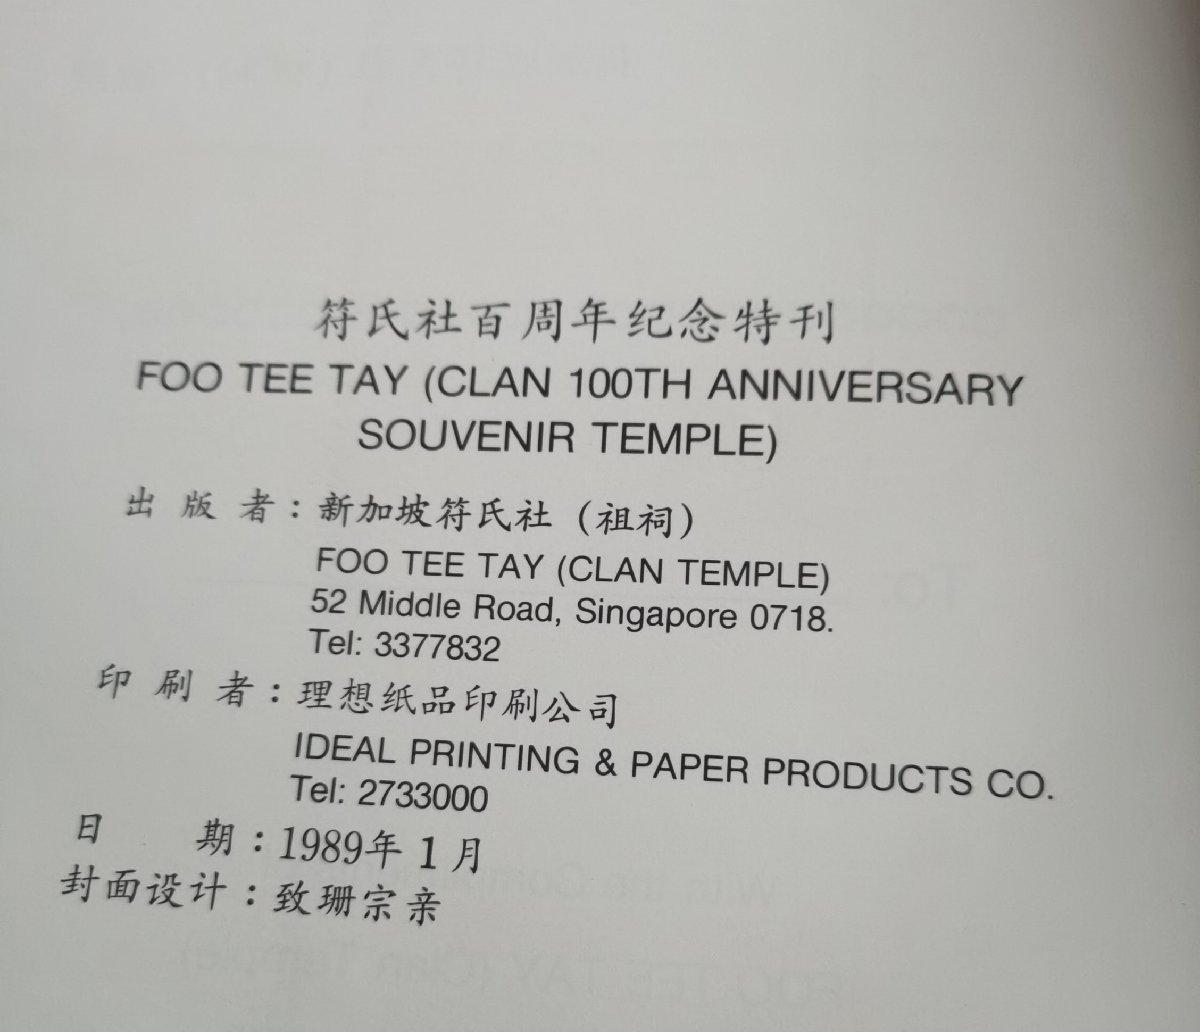 符氏社百周年纪念特刊
FOO TEE TAY (CLAN 100TH ANNIVERSARY
SOUVENIR TEMPLE)
出版者：新加坡符氏社（祖祠）
FOO TEE TAY (CLAN TEMPLE)
52 Middle Road, Singapore 0718.
Tel: 3377832
印刷者：理想纸品印刷公司
IDEAL PRINTING & PAPER PRODUCTS CO.
Tel: 2733000
日期：1989年1月
封面设计：致珊宗亲